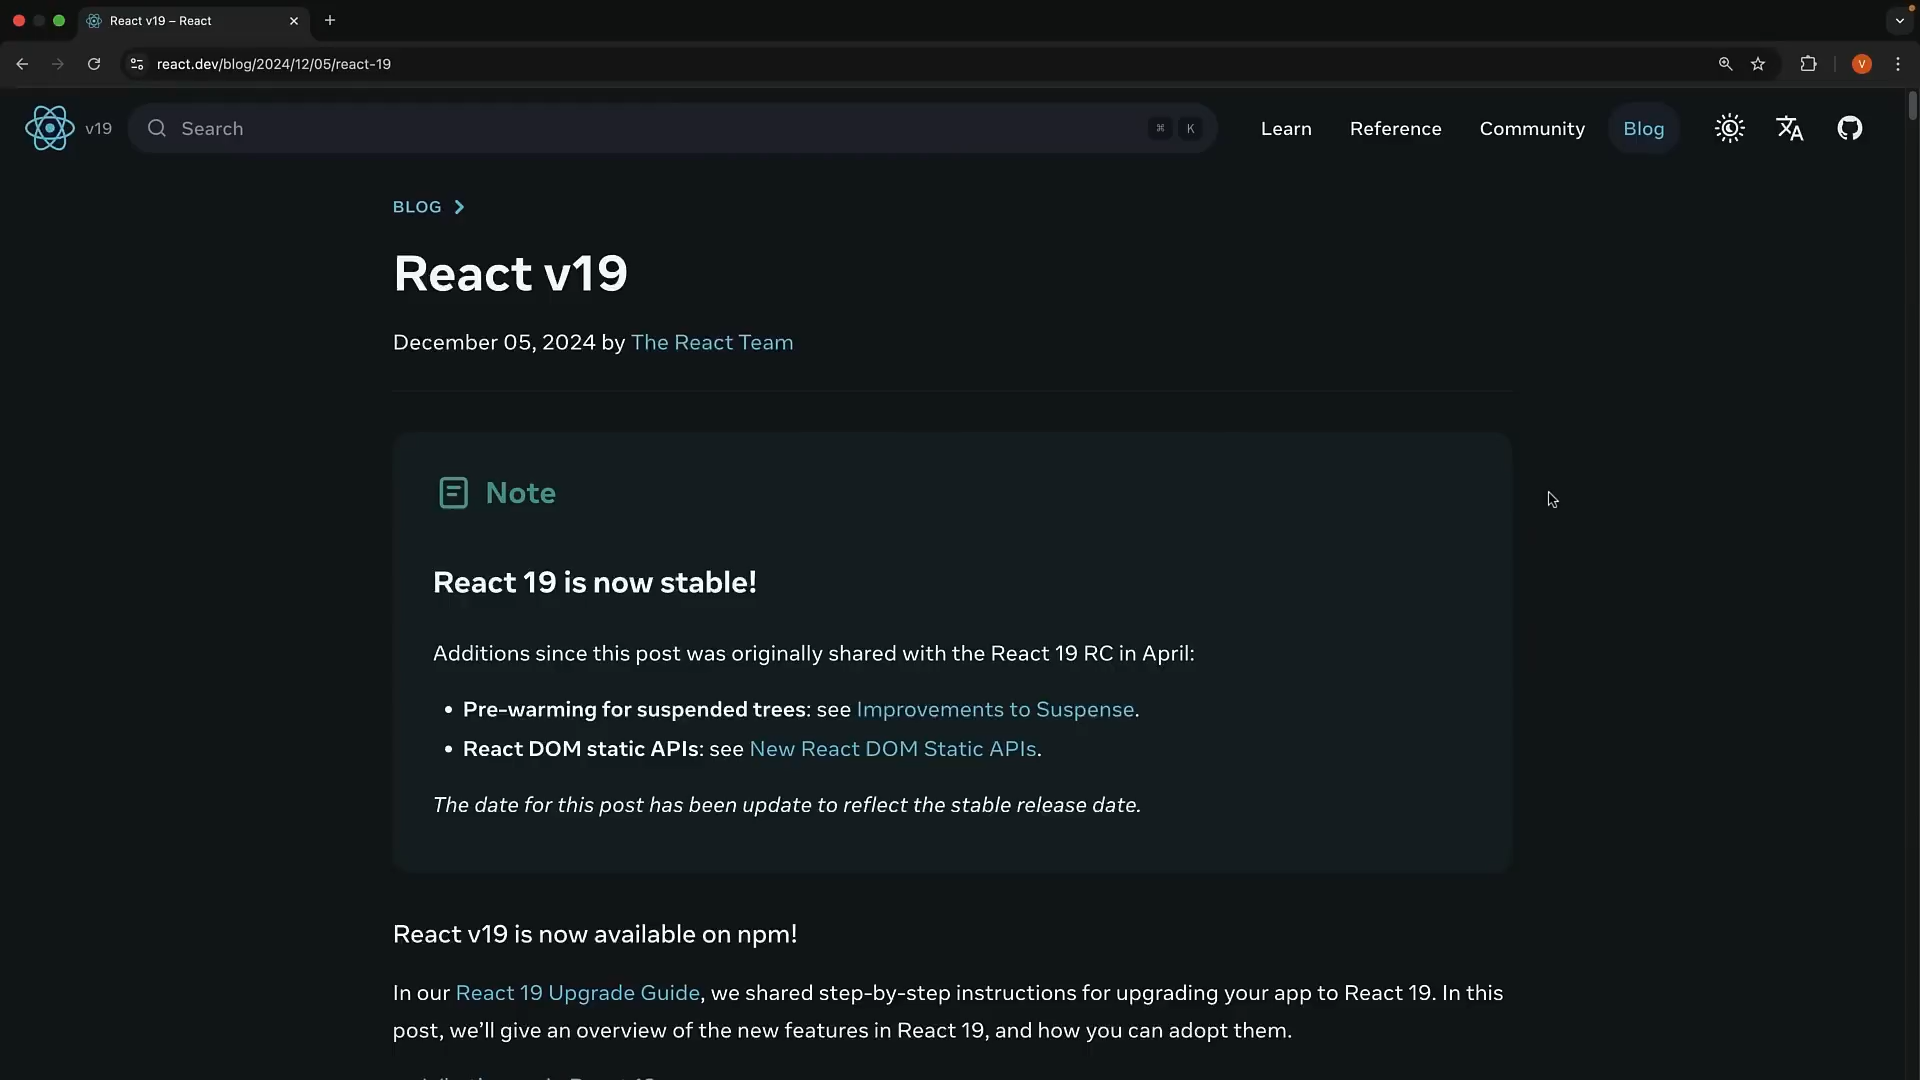 React v19 – React
react.dev/blog/2024/12/05/react-19
V
v19
Search
⌘ K
Learn
Reference
Community
Blog
BLOG
React v19
December 05, 2024 by The React Team
Note
React 19 is now stable!
Additions since this post was originally shared with the React 19 RC in April:
• Pre-warming for suspended trees: see Improvements to Suspense.
• React DOM static APIs: see New React DOM Static APIs.
The date for this post has been update to reflect the stable release date.
React v19 is now available on npm!
In our React 19 Upgrade Guide, we shared step-by-step instructions for upgrading your app to React 19. In this
post, we’ll give an overview of the new features in React 19, and how you can adopt them.